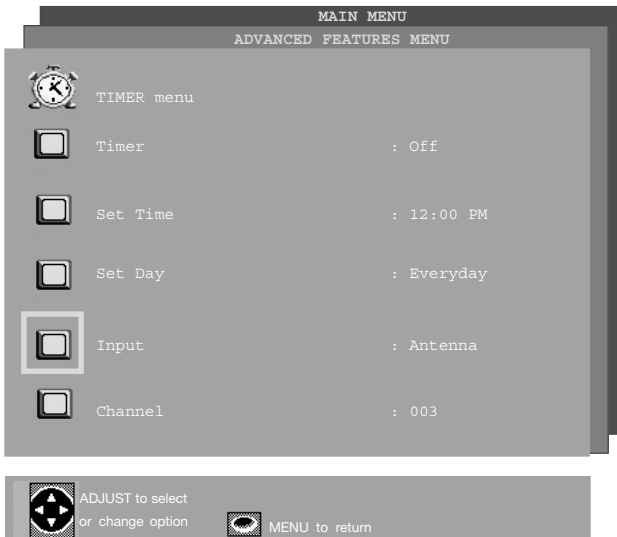 MAIN MENU
ADVANCED FEATURES MENU
TIMER menu
Timer : Off
Set Time : 12:00 PM
Set Day : Everyday
Input : Antenna
Channel : 003
ADJUST to select
or change option
MENU to return